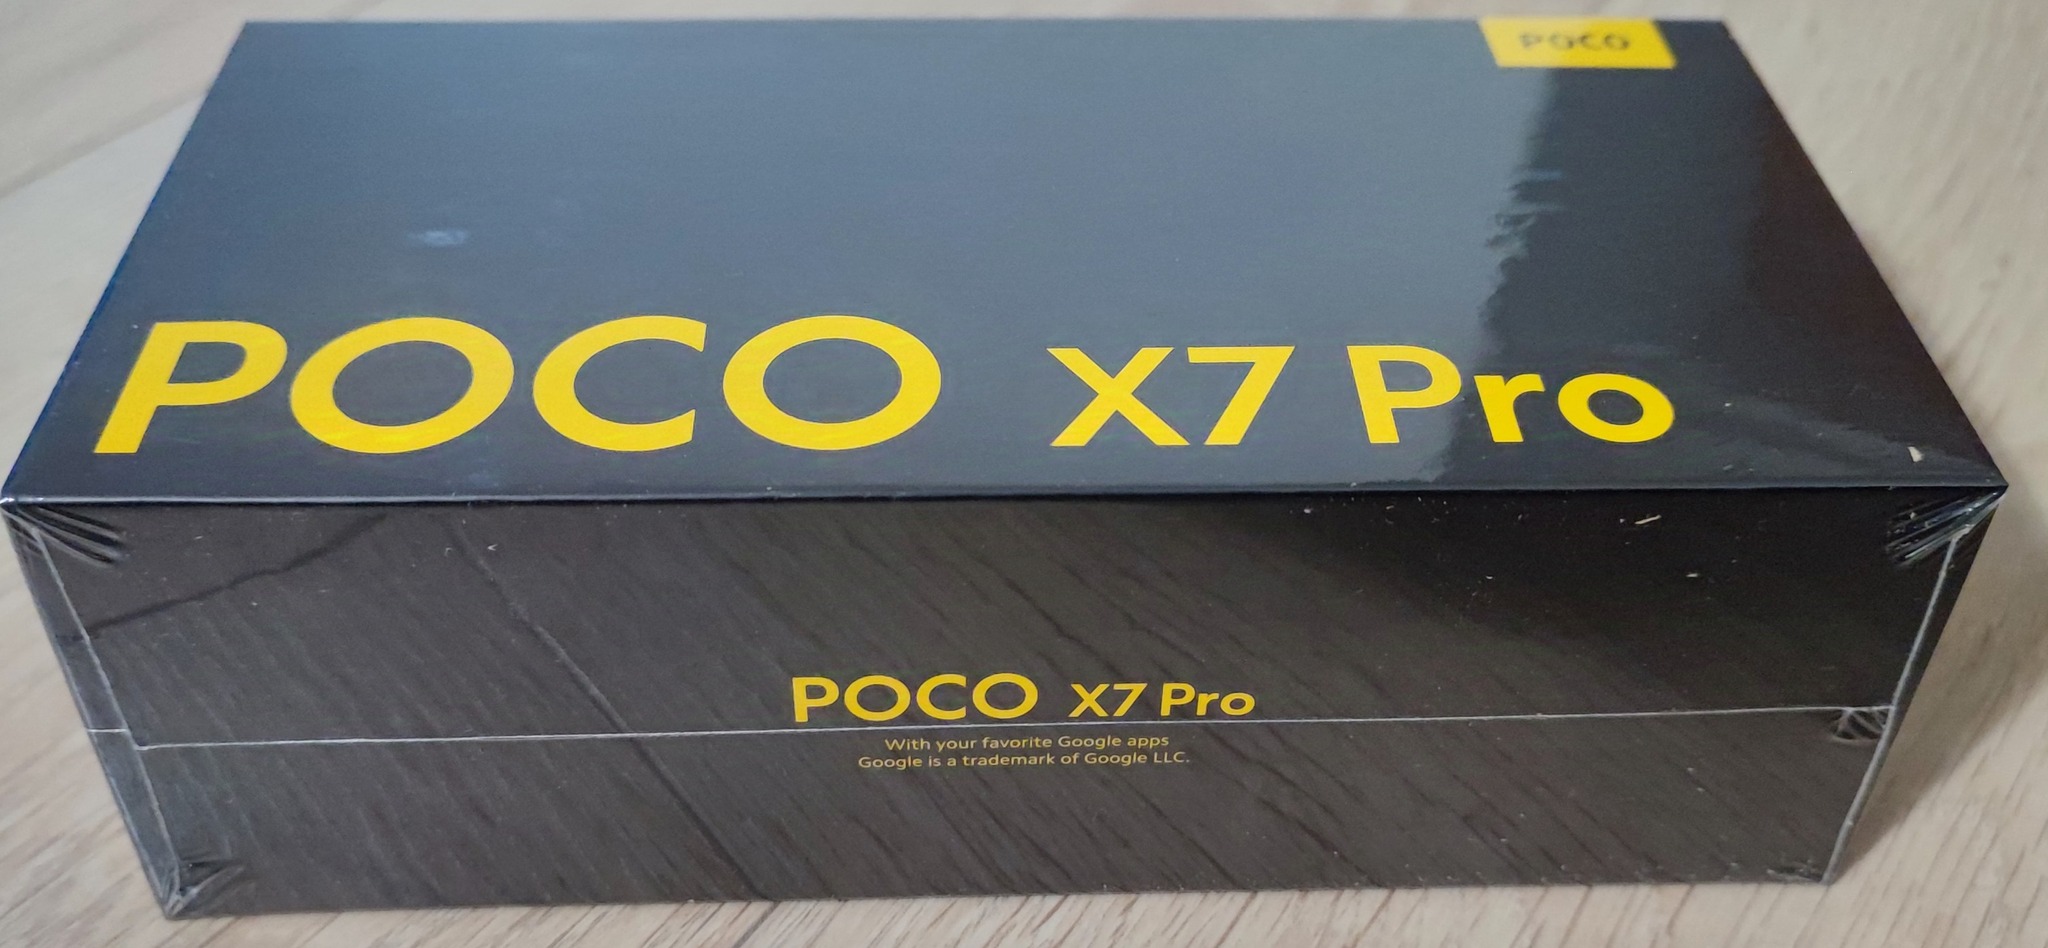 POCO
POCO X7 Pro
POCO X7 Pro
With your favorite Google apps
Google is a trademark of Google LLC.